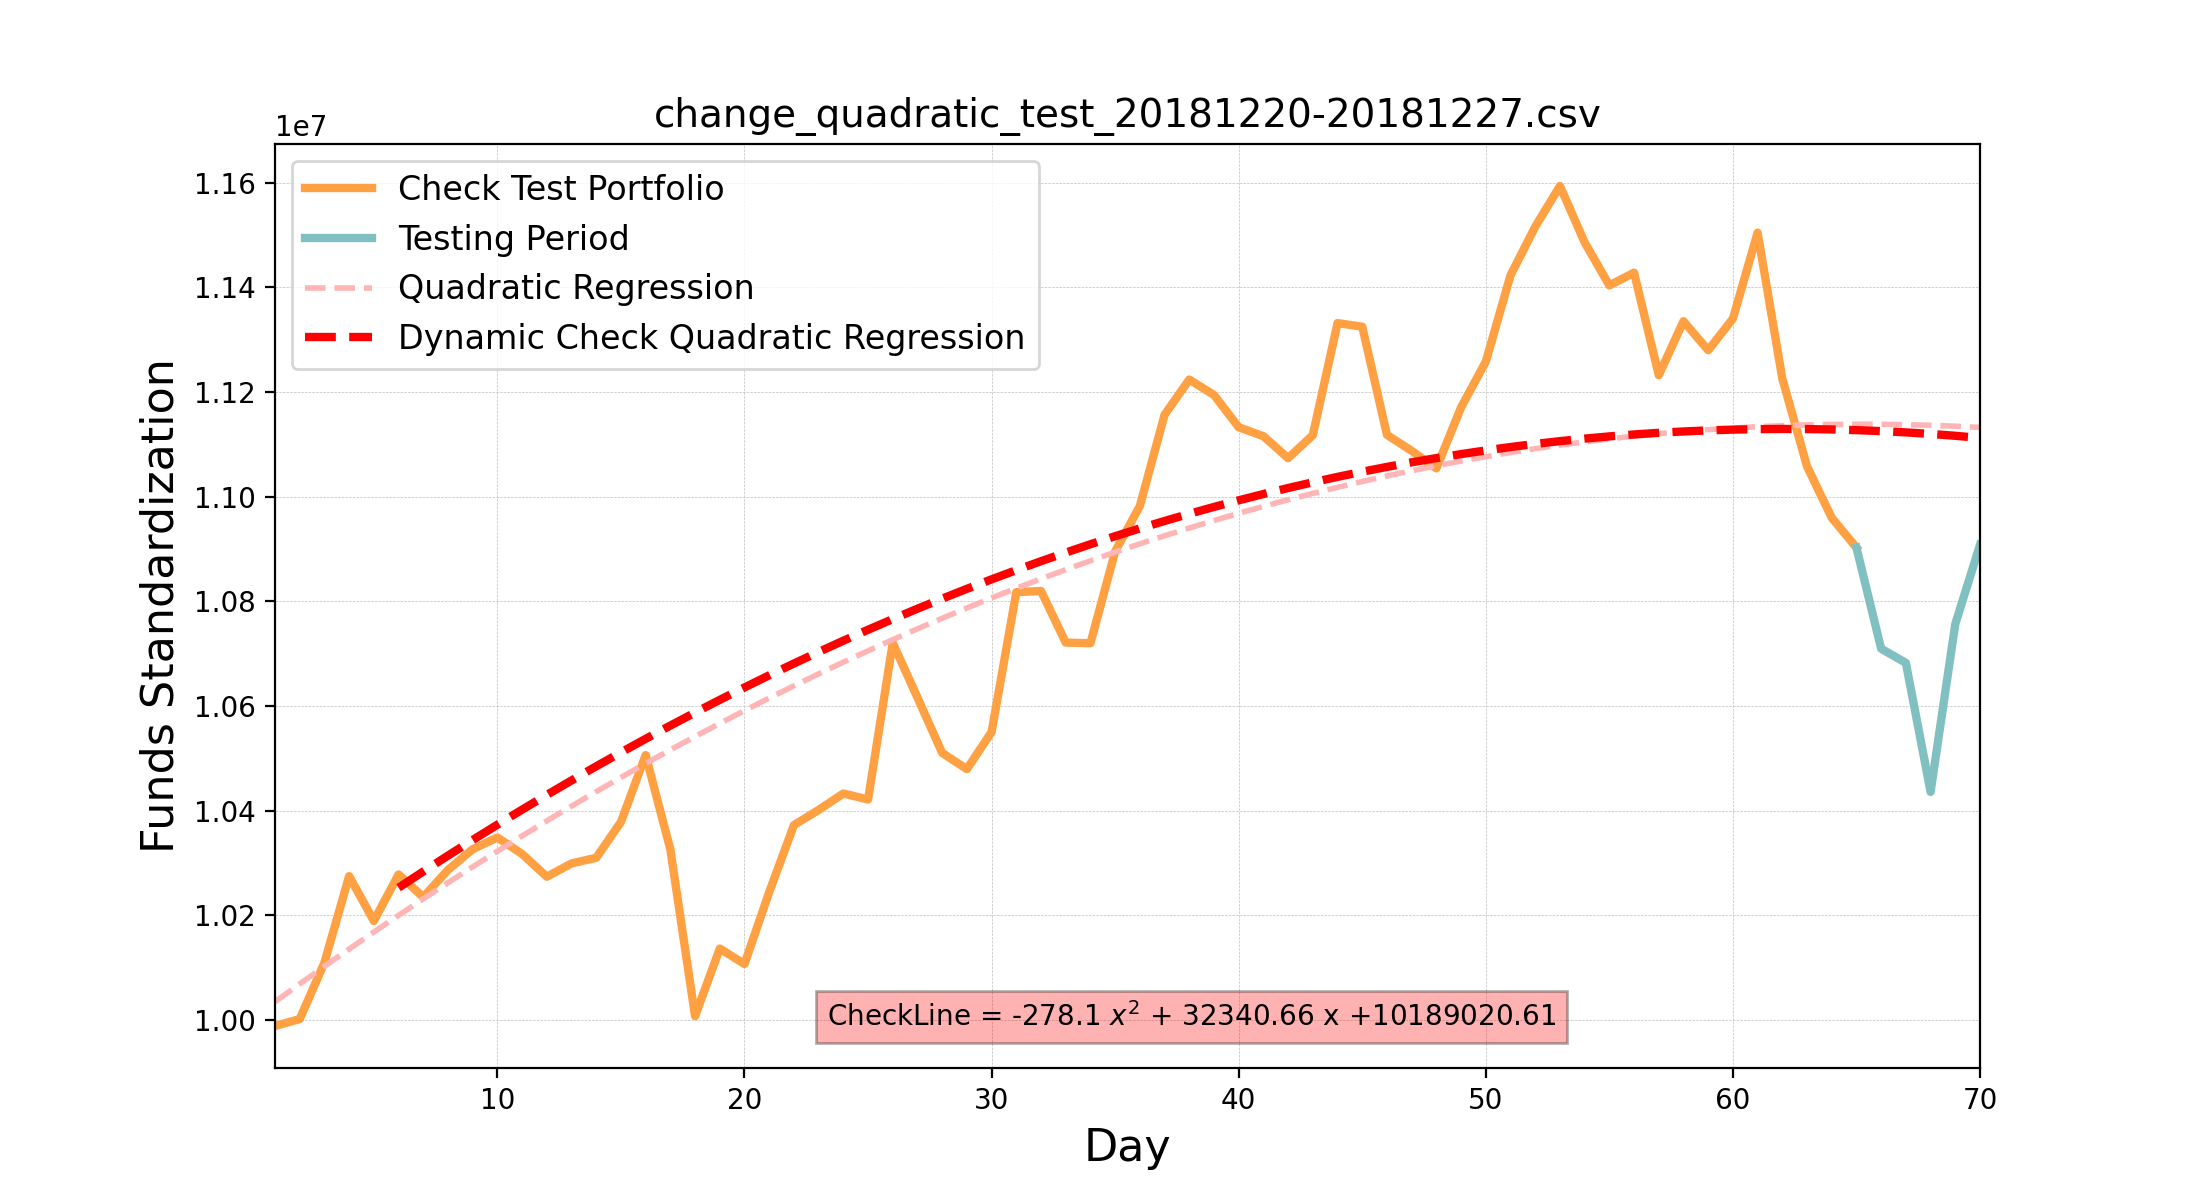 change_quadratic_test_20181220-20181227.csv
1e7
Check Test Portfolio
Testing Period
Quadratic Regression
Dynamic Check Quadratic Regression
1.16
1.14
1.12
1.10
1.08
1.06
1.04
1.02
1.00
Funds Standardization
CheckLine = -278.1 x² + 32340.66 x +10189020.61
10 20 30 40 50 60 70
Day